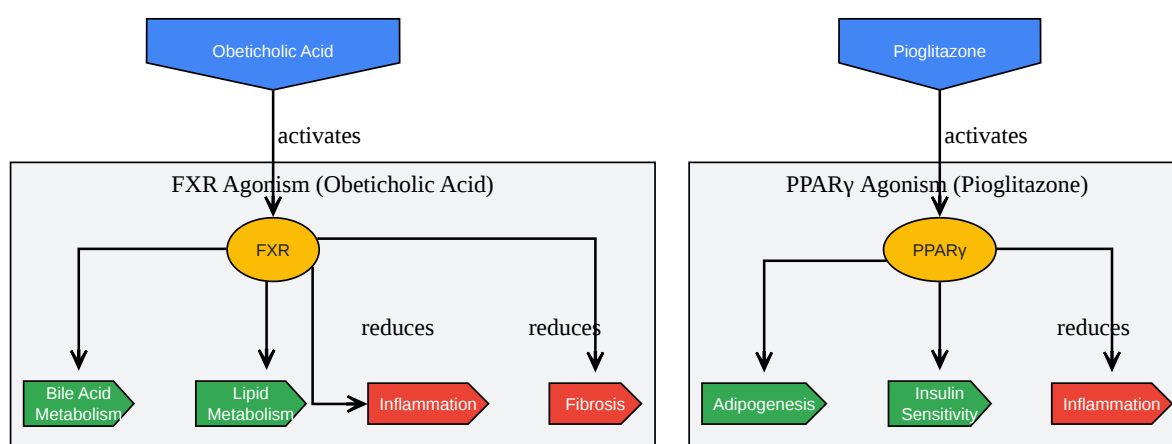 Obeticholic Acid
Pioglitazone
activates
activates
FXR Agonism (Obeticholic Acid)
PPARγ Agonism (Pioglitazone)
FXR
PPARγ
reduces
reduces
reduces
Bile Acid
Metabolism
Lipid
Metabolism
Inflammation
Fibrosis
Adipogenesis
Insulin
Sensitivity
Inflammation